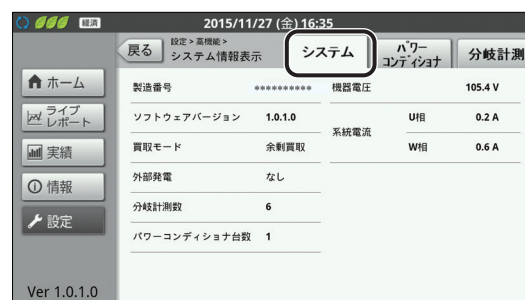 経済
2015/11/27 (金) 16:35
戻る
設定 > 高機能 >
システム情報表示
システム
パワー
コンディショナ
分岐計測
ホーム
ライブ
レポート
実績
情報
設定
Ver 1.0.1.0
製造番号 **********
ソフトウェアバージョン 1.0.1.0
買取モード 余剰買取
外部発電 なし
分岐計測数 6
パワーコンディショナ台数 1
機器電圧 105.4 V
系統電流
U相 0.2 A
W相 0.6 A